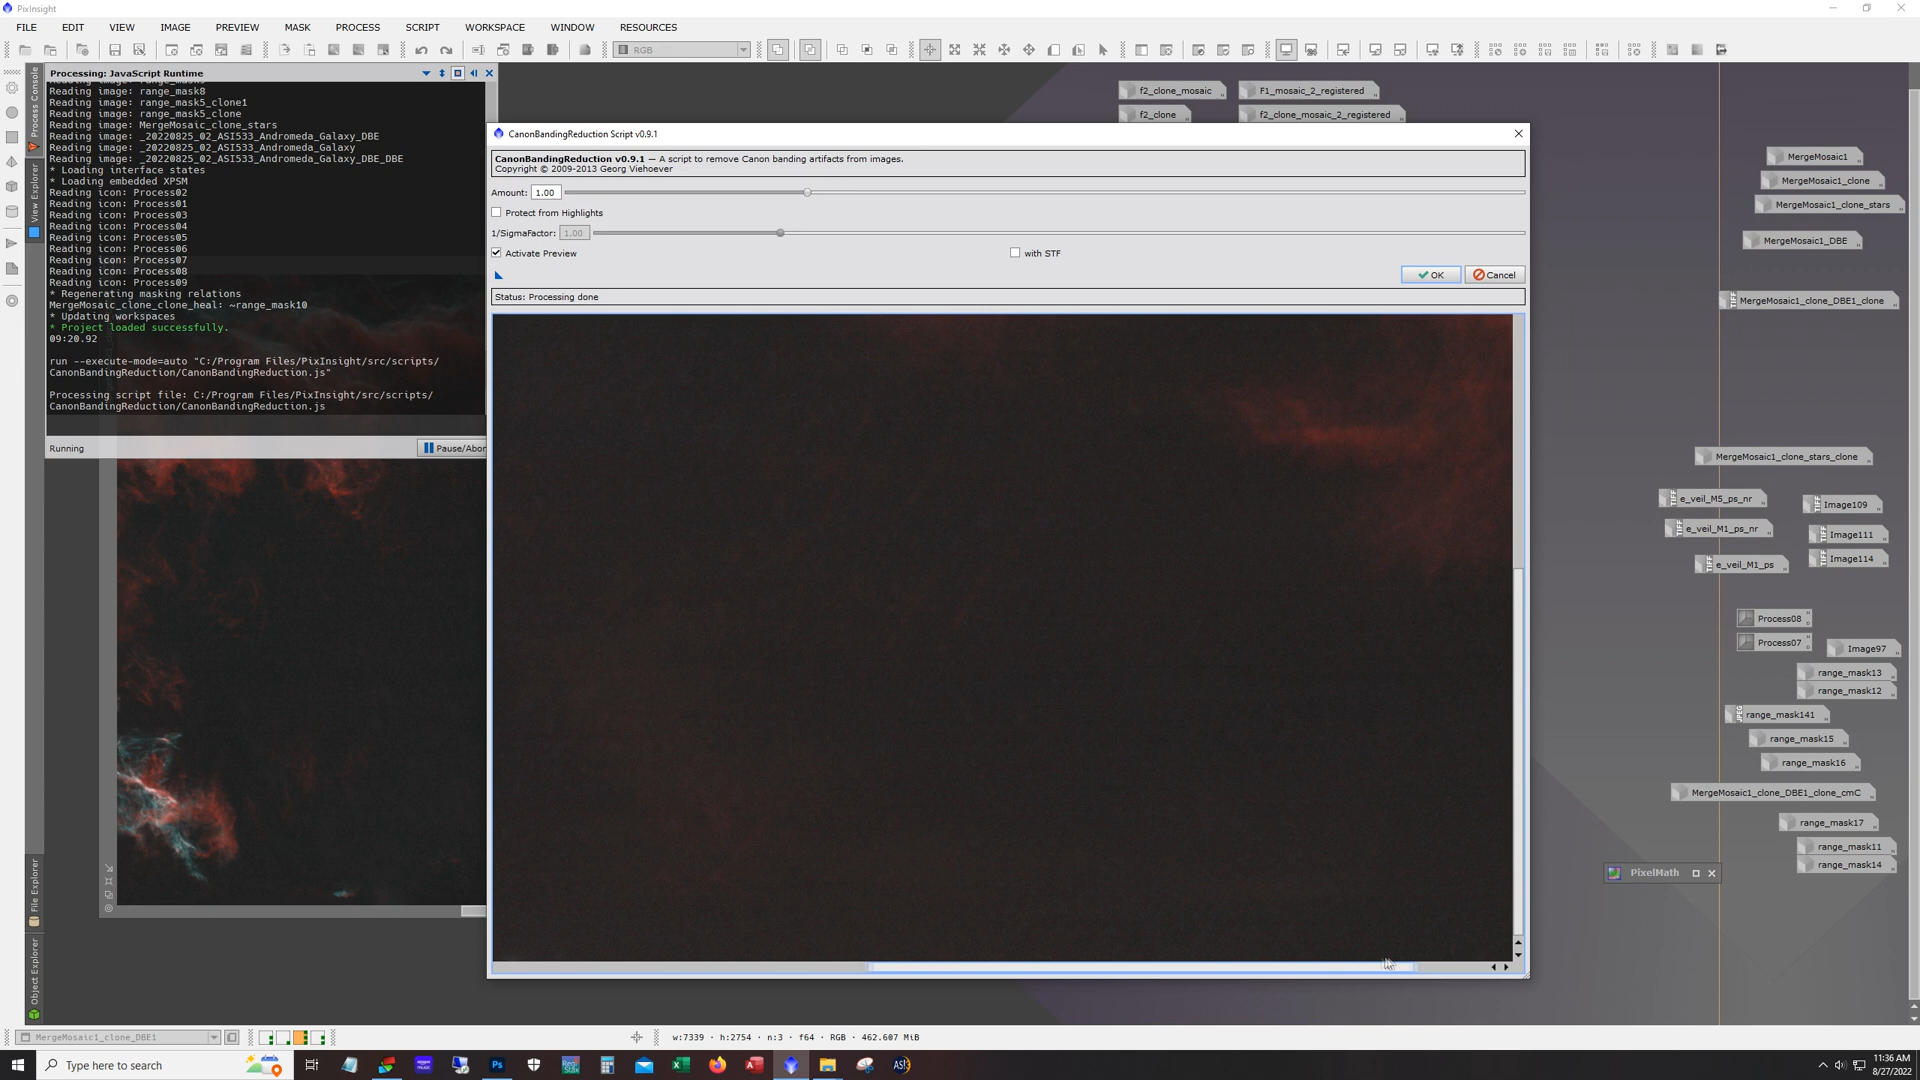 PixInsight
FILE EDIT VIEW IMAGE PREVIEW MASK PROCESS SCRIPT WORKSPACE WINDOW RESOURCES
RGB
Processing: JavaScript Runtime
Reading image: range_mask8
Reading image: range_mask5_clone1
Reading image: range_mask5_clone
Reading image: MergeMosaic_clone_stars
Reading image: _20220825_02_ASI533_Andromeda_Galaxy_DBE
Reading image: _20220825_02_ASI533_Andromeda_Galaxy
Reading image: _20220825_02_ASI533_Andromeda_Galaxy_DBE_DBE
* Loading interface states
* Loading embedded XPSM
Reading icon: Process02
Reading icon: Process01
Reading icon: Process03
Reading icon: Process04
Reading icon: Process05
Reading icon: Process06
Reading icon: Process07
Reading icon: Process08
Reading icon: Process09
* Regenerating masking relations
MergeMosaic_clone_clone_heal: ~range_mask10
* Updating workspaces
* Project loaded successfully.
09:20.92
run --execute-mode=auto "C:/Program Files/PixInsight/src/scripts/
CanonBandingReduction/CanonBandingReduction.js"
Processing script file: C:/Program Files/PixInsight/src/scripts/
CanonBandingReduction/CanonBandingReduction.js
Running
Pause/Abor
Process Console
View Explorer
File Explorer
Object Explorer
CanonBandingReduction Script v0.9.1
CanonBandingReduction v0.9.1 — A script to remove Canon banding artifacts from images.
Copyright © 2009-2013 Georg Viehoever
Amount: 1.00
Protect from Highlights
1/SigmaFactor: 1.00
Activate Preview
with STF
OK
Cancel
Status: Processing done
f2_clone_mosaic
F1_mosaic_2_registered
f2_clone
f2_clone_mosaic_2_registered
MergeMosaic1
MergeMosaic1_clone
MergeMosaic1_clone_stars
MergeMosaic1_DBE
TIFF MergeMosaic1_clone_DBE1_clone
MergeMosaic1_clone_stars_clone
TIFF e_veil_M5_ps_nr
TIFF Image109
TIFF e_veil_M1_ps_nr
TIFF Image111
TIFF e_veil_M1_ps
TIFF Image114
Process08
Process07
Image97
range_mask13
range_mask12
JPEG range_mask141
range_mask15
range_mask16
MergeMosaic1_clone_DBE1_clone_cmC
range_mask17
range_mask11
range_mask14
PixelMath
MergeMosaic1_clone_DBE1
w:7339 · h:2754 · n:3 · f64 · RGB · 462.607 MiB
Type here to search
11:36 AM
8/27/2022